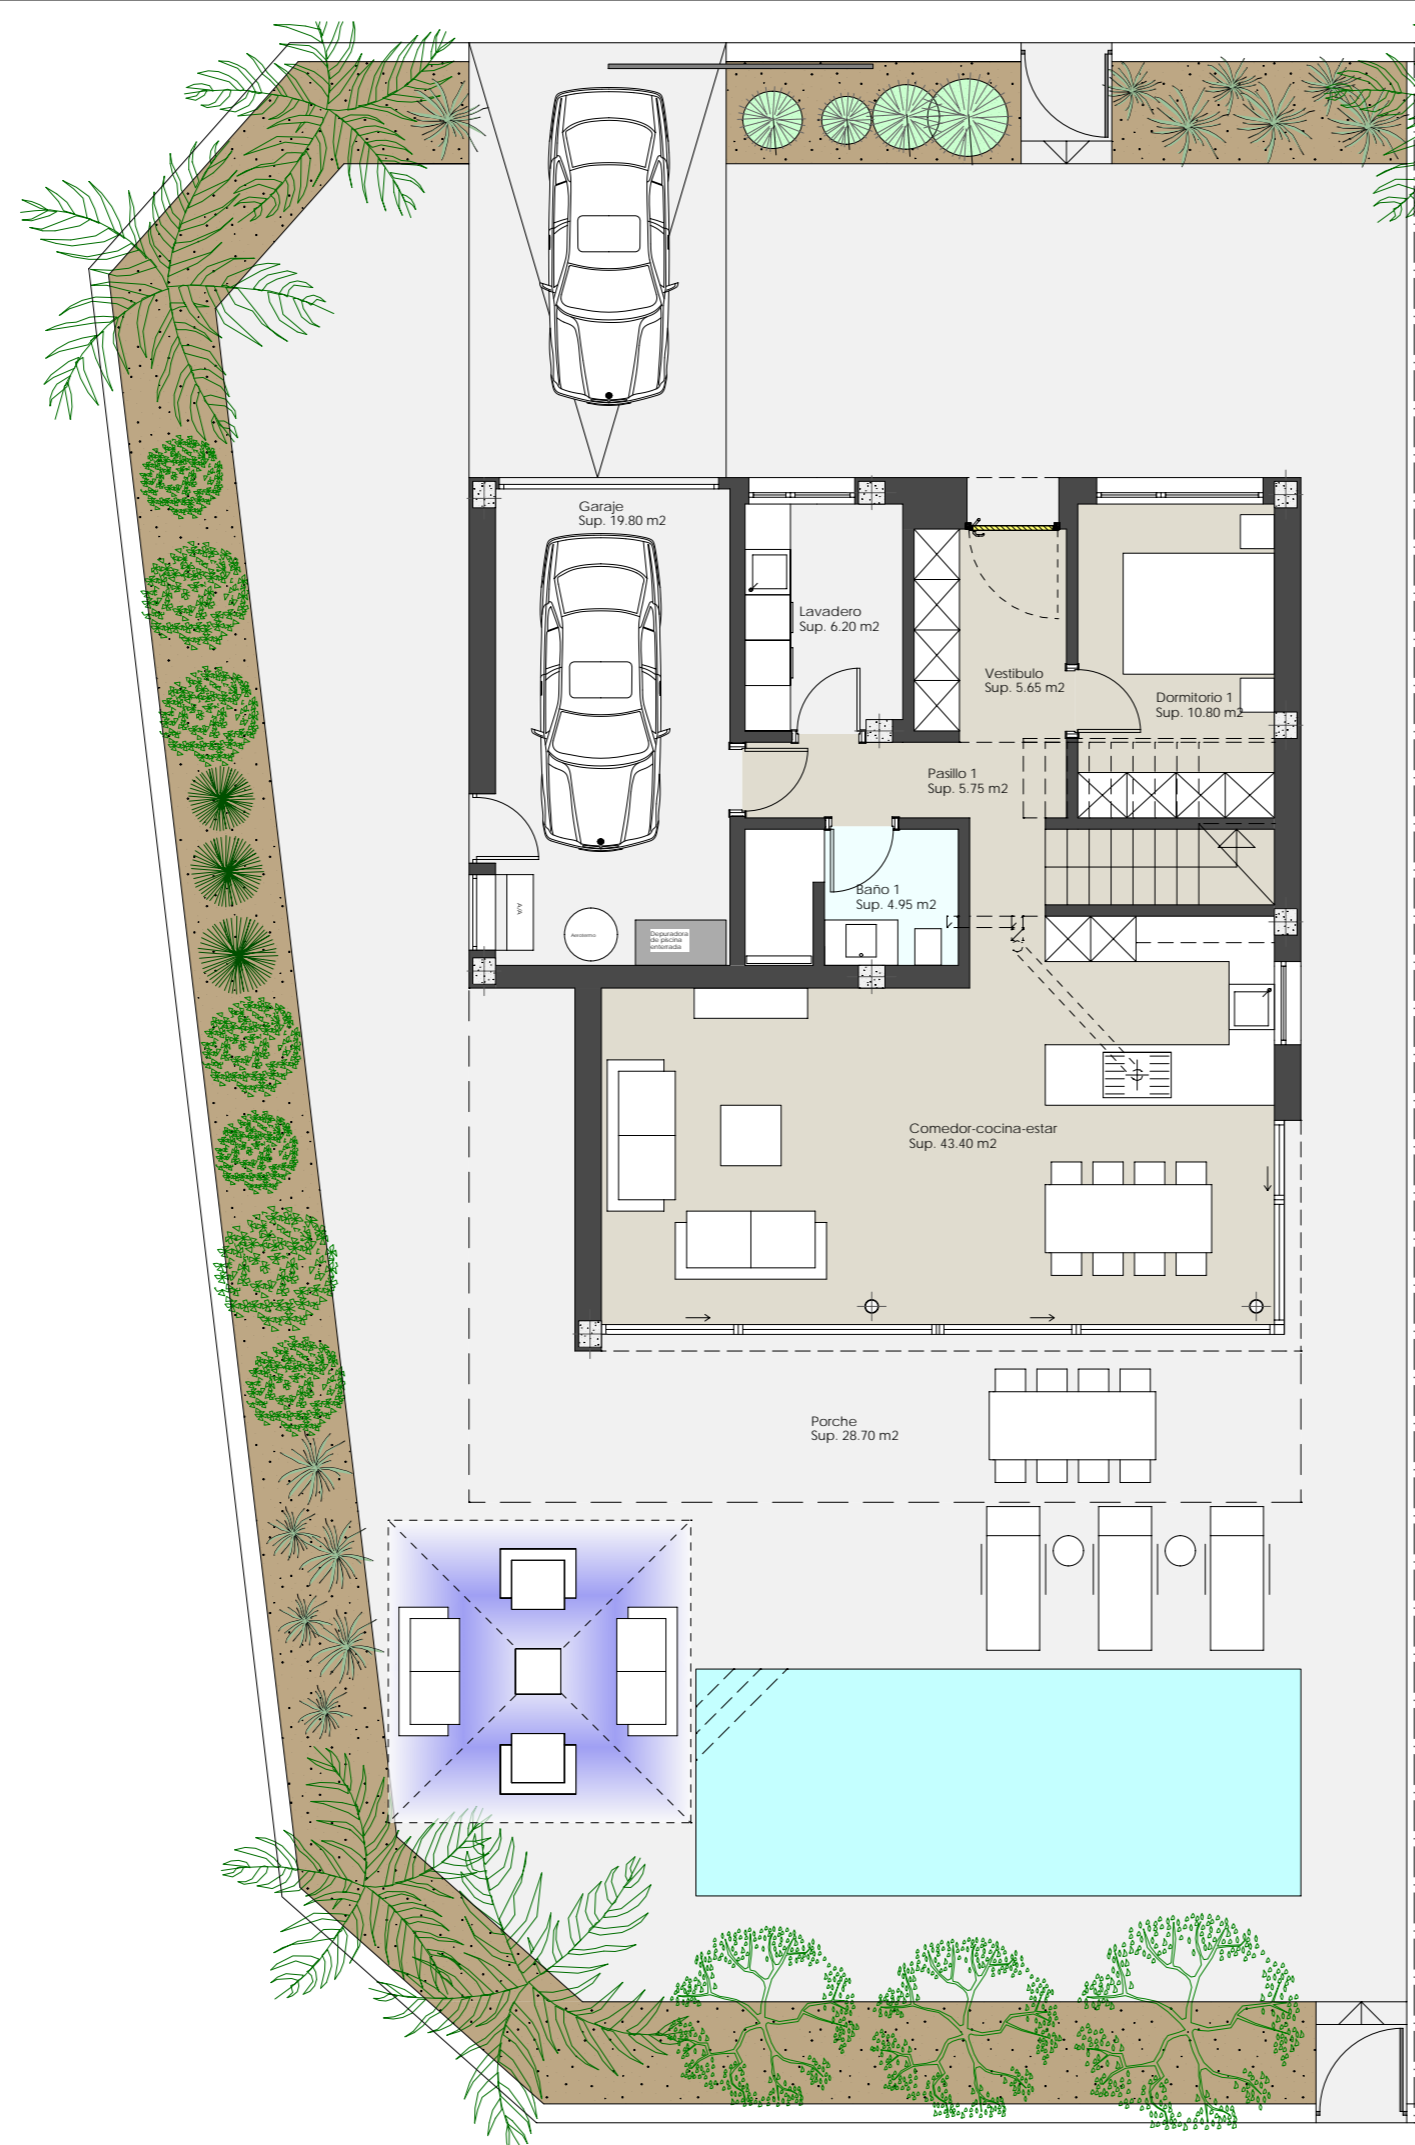 Garaje
Sup. 19.80 m2
Lavadero
Sup. 6.20 m2
Vestibulo
Sup. 5.65 m2
Dormitorio 1
Sup. 10.80 m2
Pasillo 1
Sup. 5.75 m2
Baño 1
Sup. 4.95 m2
A/A
Aerotermo
Depuradora
de piscina
enterrada
Comedor-cocina-estar
Sup. 43.40 m2
Porche
Sup. 28.70 m2